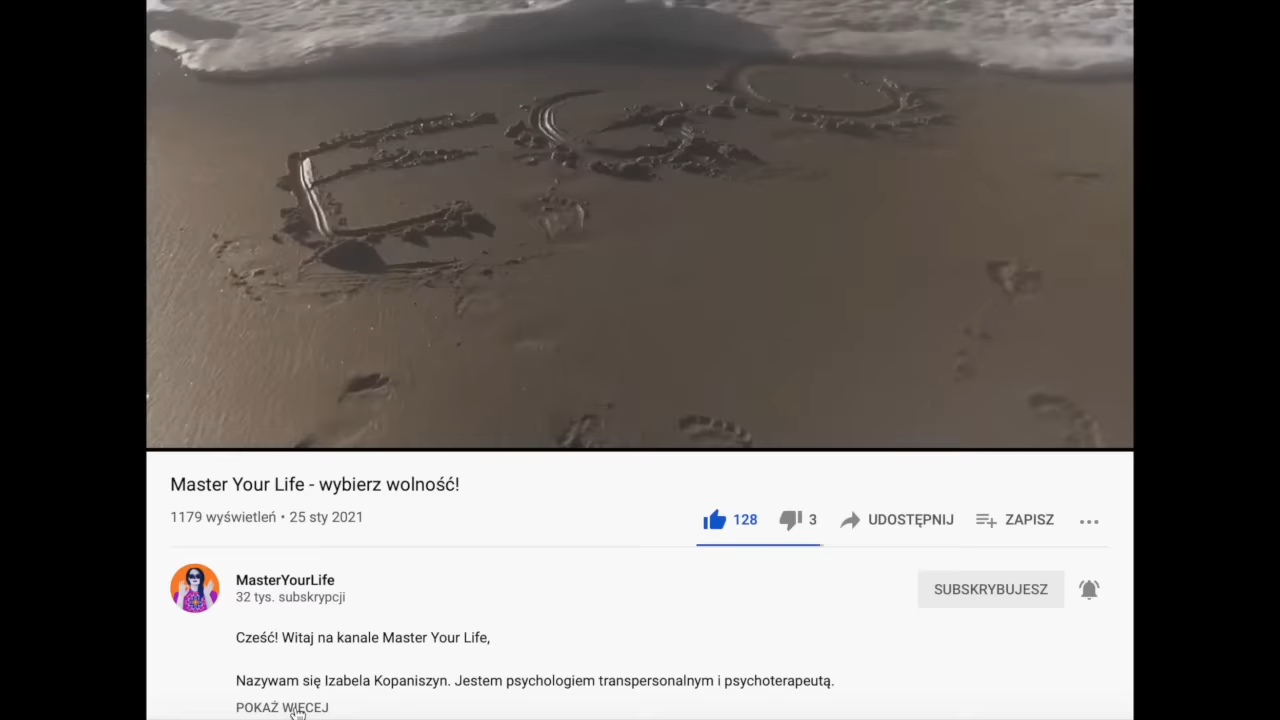 EGO
Master Your Life - wybierz wolność!
1179 wyświetleń • 25 sty 2021
128
3
UDOSTĘPNIJ
ZAPISZ
MasterYourLife
32 tys. subskrypcji
SUBSKRYBUJESZ
Cześć! Witaj na kanale Master Your Life,
Nazywam się Izabela Kopaniszyn. Jestem psychologiem transpersonalnym i psychoterapeutą.
POKAŻ WIĘCEJ